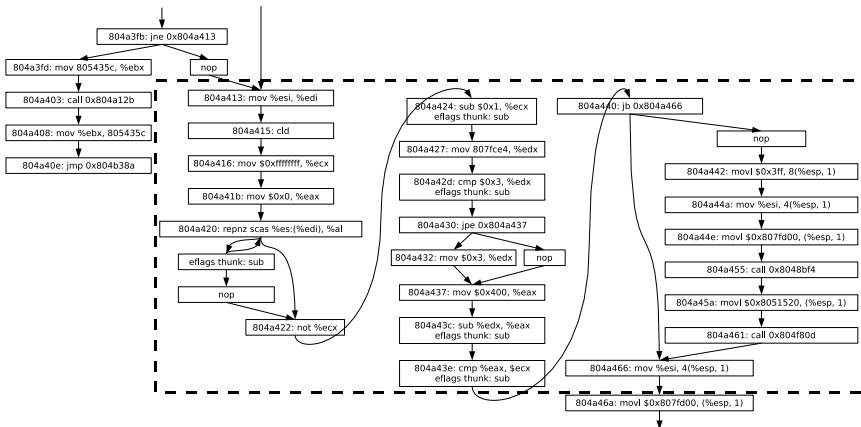 804a3fb: jne 0x804a413
804a3fd: mov 805435c, %ebx
nop
804a403: call 0x804a12b
804a408: mov %ebx, 805435c
804a40e: jmp 0x804b38a
804a413: mov %esi, %edi
804a415: cld
804a416: mov $0xffffffff, %ecx
804a41b: mov $0x0, %eax
804a420: repnz scas %es:(%edi), %al
eflags thunk: sub
nop
804a422: not %ecx
804a424: sub $0x1, %ecx
eflags thunk: sub
804a427: mov 807fce4, %edx
804a42d: cmp $0x3, %edx
eflags thunk: sub
804a430: jpe 0x804a437
804a432: mov $0x3, %edx
nop
804a437: mov $0x400, %eax
804a43c: sub %edx, %eax
eflags thunk: sub
804a43e: cmp %eax, $ecx
eflags thunk: sub
804a440: jb 0x804a466
nop
804a442: movl $0x3ff, 8(%esp, 1)
804a44a: mov %esi, 4(%esp, 1)
804a44e: movl $0x807fd00, (%esp, 1)
804a455: call 0x8048bf4
804a45a: movl $0x8051520, (%esp, 1)
804a461: call 0x804f80d
804a466: mov %esi, 4(%esp, 1)
804a46a: movl $0x807fd00, (%esp, 1)